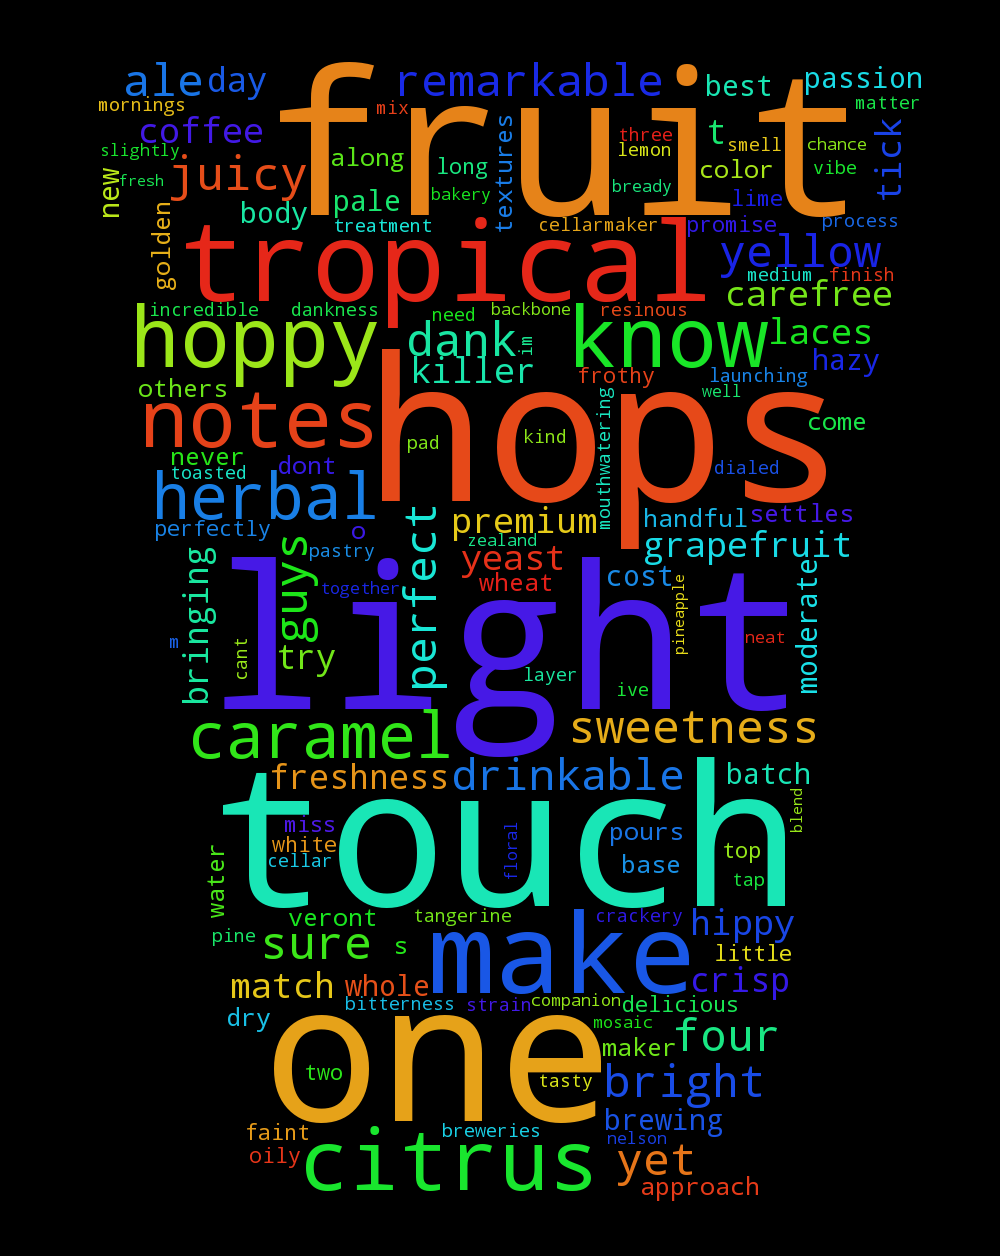 fruit
ale
day
remarkable
best
passion
mornings
mix
matter
coffee
three
t
smell
chance
tick
slightly
along
lemon
textures
fresh
juicy
long
color
vibe
new
bakery
bready
lime
body
pale
golden
treatment
cellarmaker
promise
process
tropical
yellow
medium
finish
carefree
incredible
dankness
need
backbone
resinous
hoppy
dank
im
know
laces
killer
hazy
frothy
launching
others
well
notes
hops
mouthwatering
come
pad
kind
never
dont
toasted
dialed
herbal
perfectly
o
premium
handful
settles
zealand
grapefruit
pastry
yeast
bringing
guys
perfect
wheat
cost
moderate
together
light
pineapple
m
cant
try
neat
layer
ive
caramel
sweetness
freshness
drinkable
batch
touch
blend
miss
white
floral
pours
cellar
base
top
water
tap
veront
tangerine
crackery
pine
sure
s
make
hippy
little
match
whole
crisp
bitterness
strain
companion
delicious
dry
one
mosaic
four
maker
two
tasty
bright
faint
breweries
brewing
nelson
oily
citrus
yet
approach